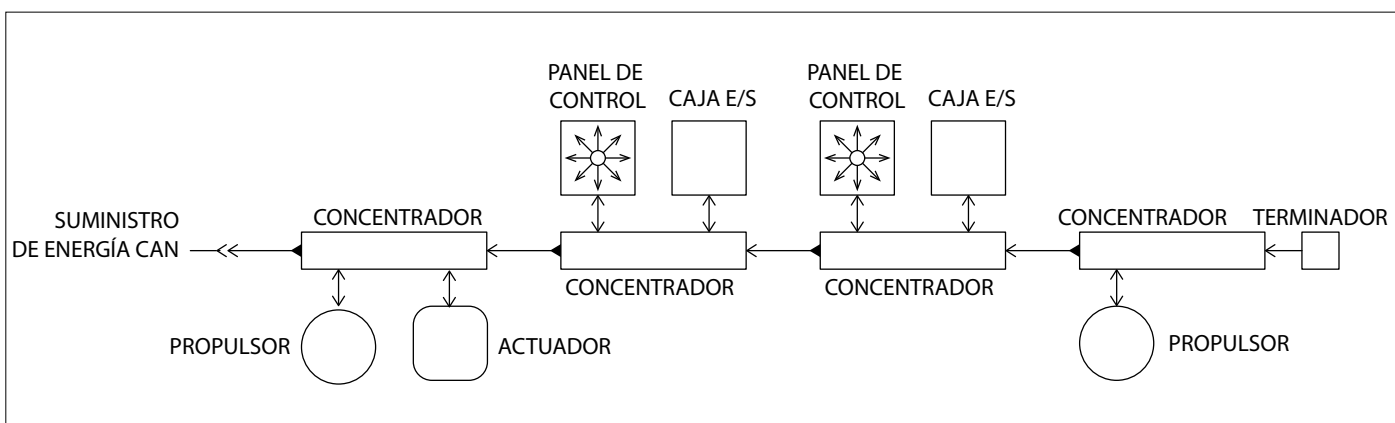 PANEL DE
CONTROL
CAJA E/S
PANEL DE
CONTROL
CAJA E/S
SUMINISTRO
DE ENERGÍA CAN
CONCENTRADOR
CONCENTRADOR
CONCENTRADOR
CONCENTRADOR
TERMINADOR
PROPULSOR
ACTUADOR
PROPULSOR